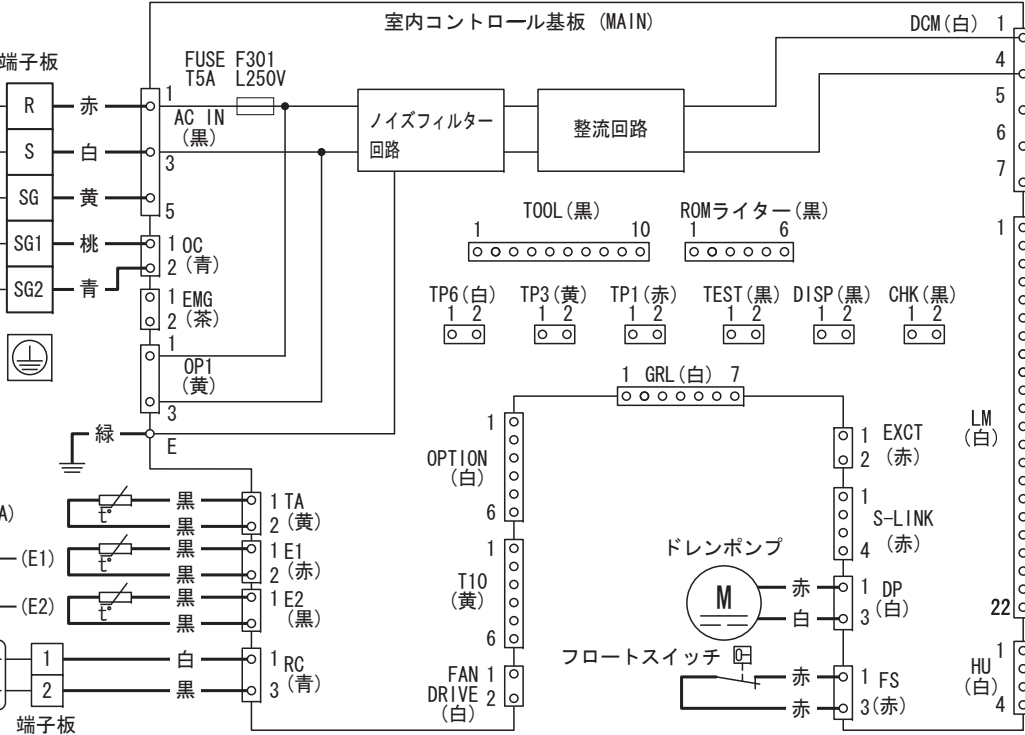 室内コントロール基板 (MAIN)
DCM(白)
1
4
5
6
7
端子板
FUSE F301
T5A L250V
R
赤
1
AC IN
(黒)
ノイズフィルター
回路
整流回路
S
白
3
SG
黄
5
TOOL(黒)
1 10
ROMライター(黒)
1 6
SG1
桃
1 OC
2 (青)
SG2
青
1 EMG
2 (茶)
TP6(白)
1 2
TP3(黄)
1 2
TP1(赤)
1 2
TEST(黒)
1 2
DISP(黒)
1 2
CHK(黒)
1 2
1
OP1
(黄)
3
1 GRL(白) 7
緑
E
1
OPTION
(白)
6
1 EXCT
2 (赤)
1
LM
(白)
22
A)
t°
黒
1 TA
黒
2 (黄)
1
S-LINK
4 (赤)
(E1)
t°
黒
1 E1
黒
2 (赤)
1
T10
(黄)
6
ドレンポンプ
M
赤
1 DP
(白)
白
3
(E2)
t°
黒
1 E2
(黒)
黒
フロートスイッチ
赤
1 FS
赤
3(赤)
1
HU
(白)
4
1
白
1 RC
(青)
2
黒
3
端子板
FAN 1
DRIVE 2
(白)